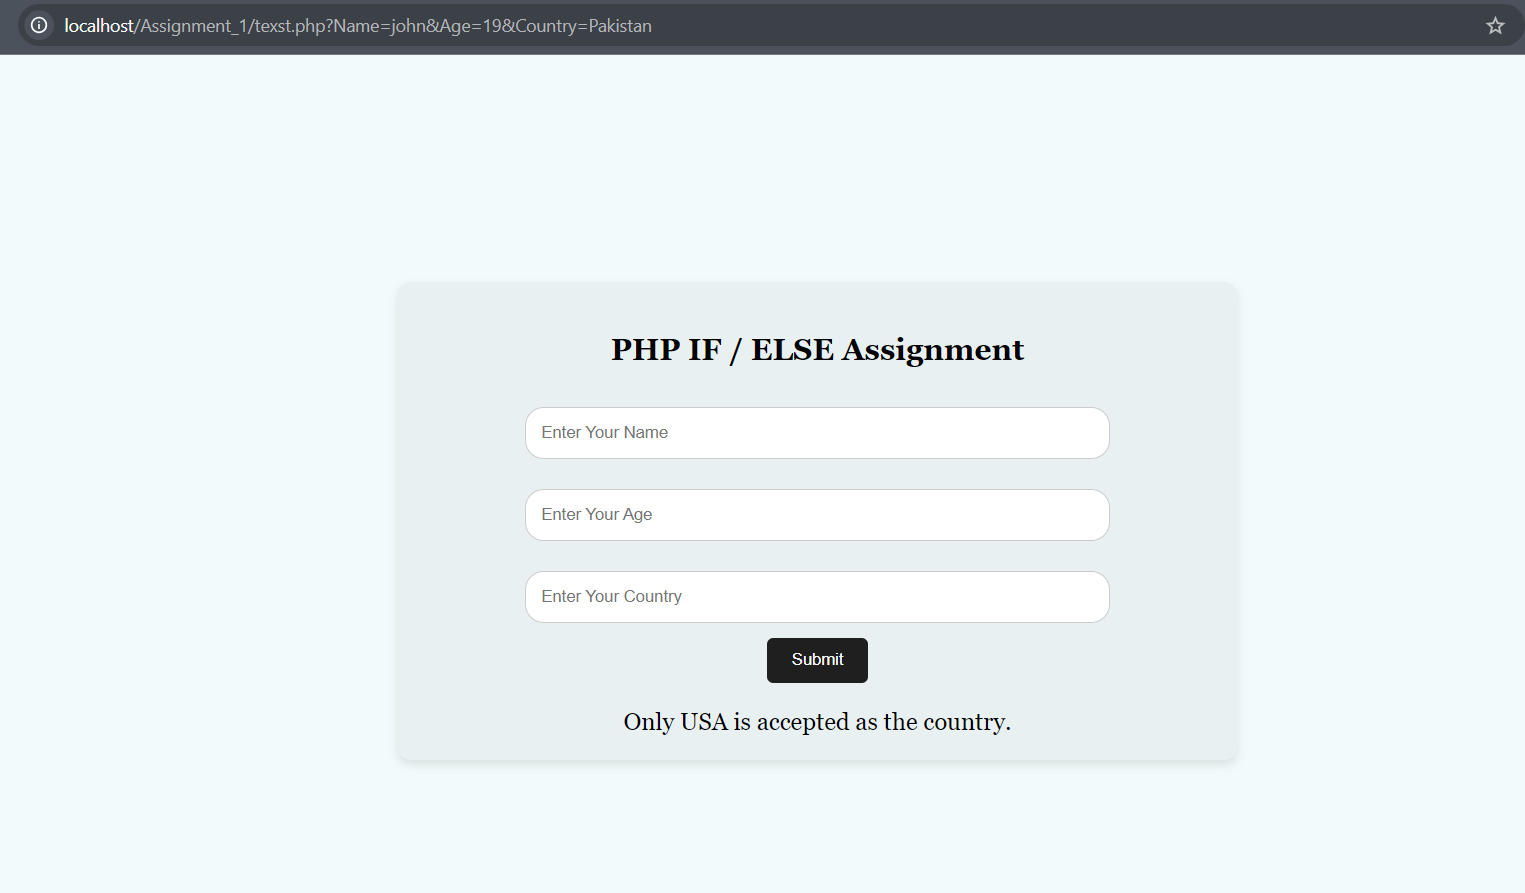 localhost/Assignment_1/texst.php?Name=john&Age=19&Country=Pakistan
PHP IF / ELSE Assignment
Enter Your Name
Enter Your Age
Enter Your Country
Submit
Only USA is accepted as the country.